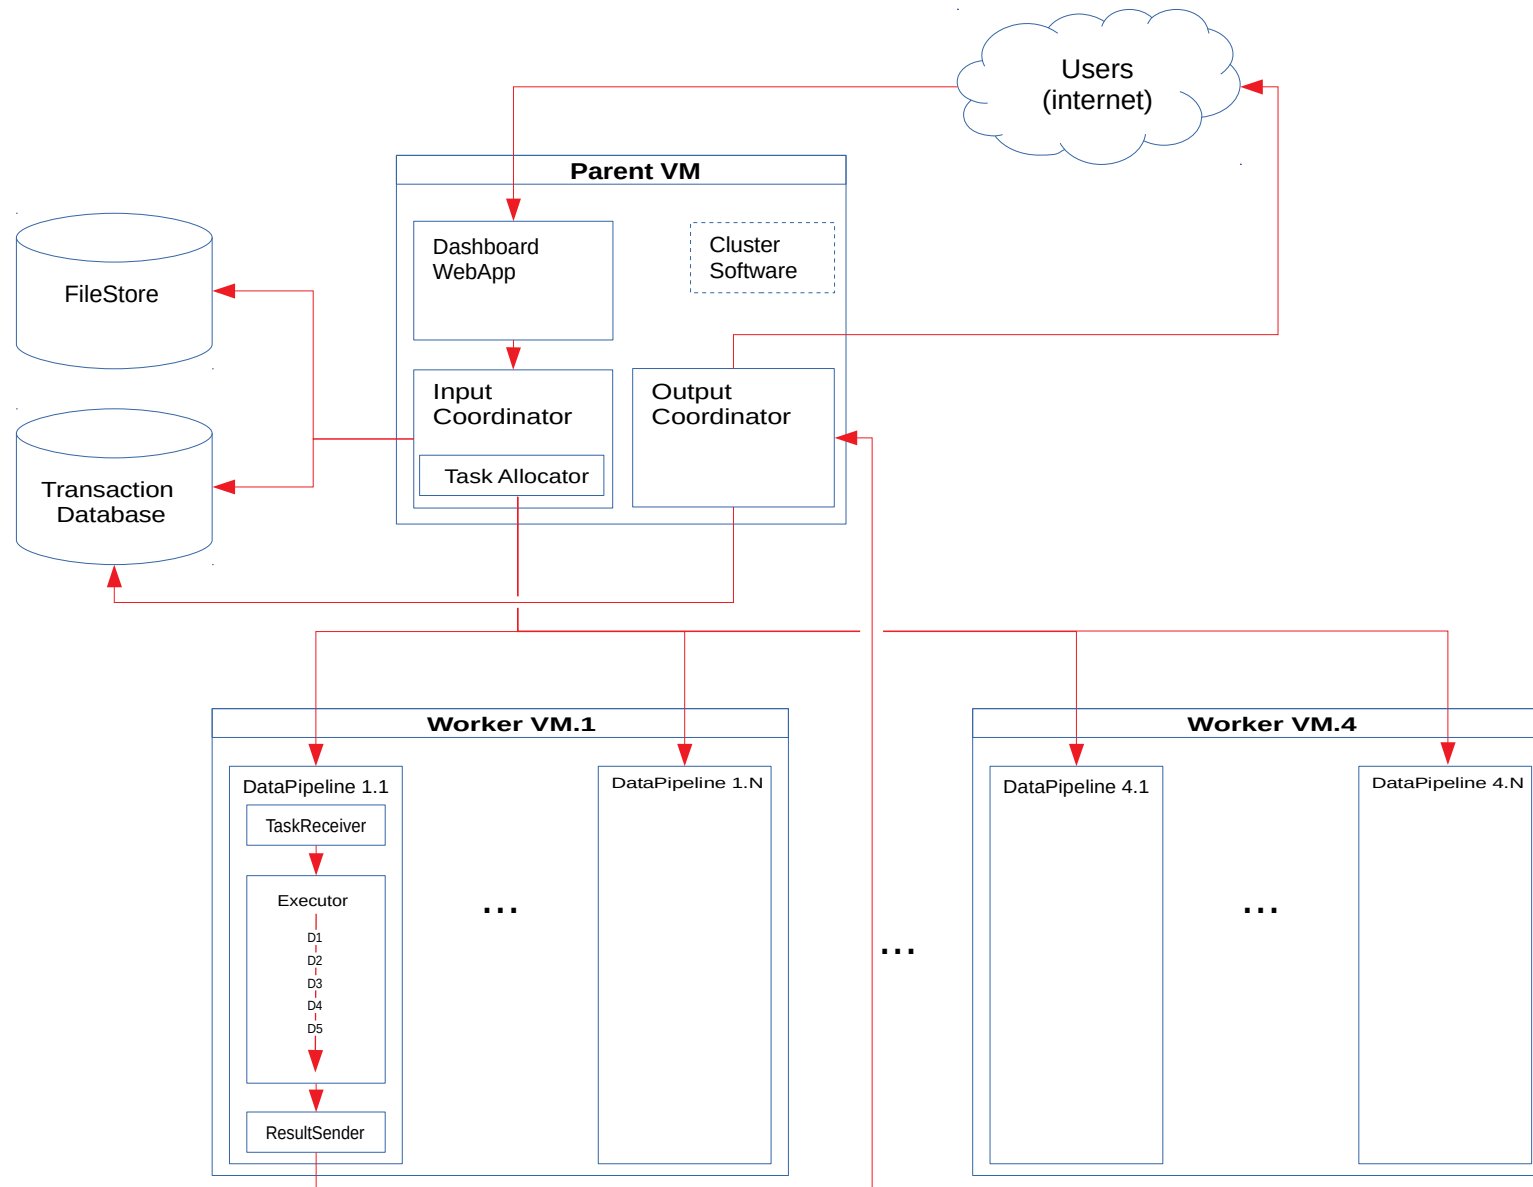 Users
(internet)
Parent VM
Dashboard
WebApp
Cluster
Software
FileStore
Input
Coordinator
Output
Coordinator
Task Allocator
Transaction
Database
Worker VM.1
Worker VM.4
DataPipeline 1.1
DataPipeline 1.N
DataPipeline 4.1
DataPipeline 4.N
TaskReceiver
Executor
...
...
D1
D2
...
D3
D4
D5
ResultSender